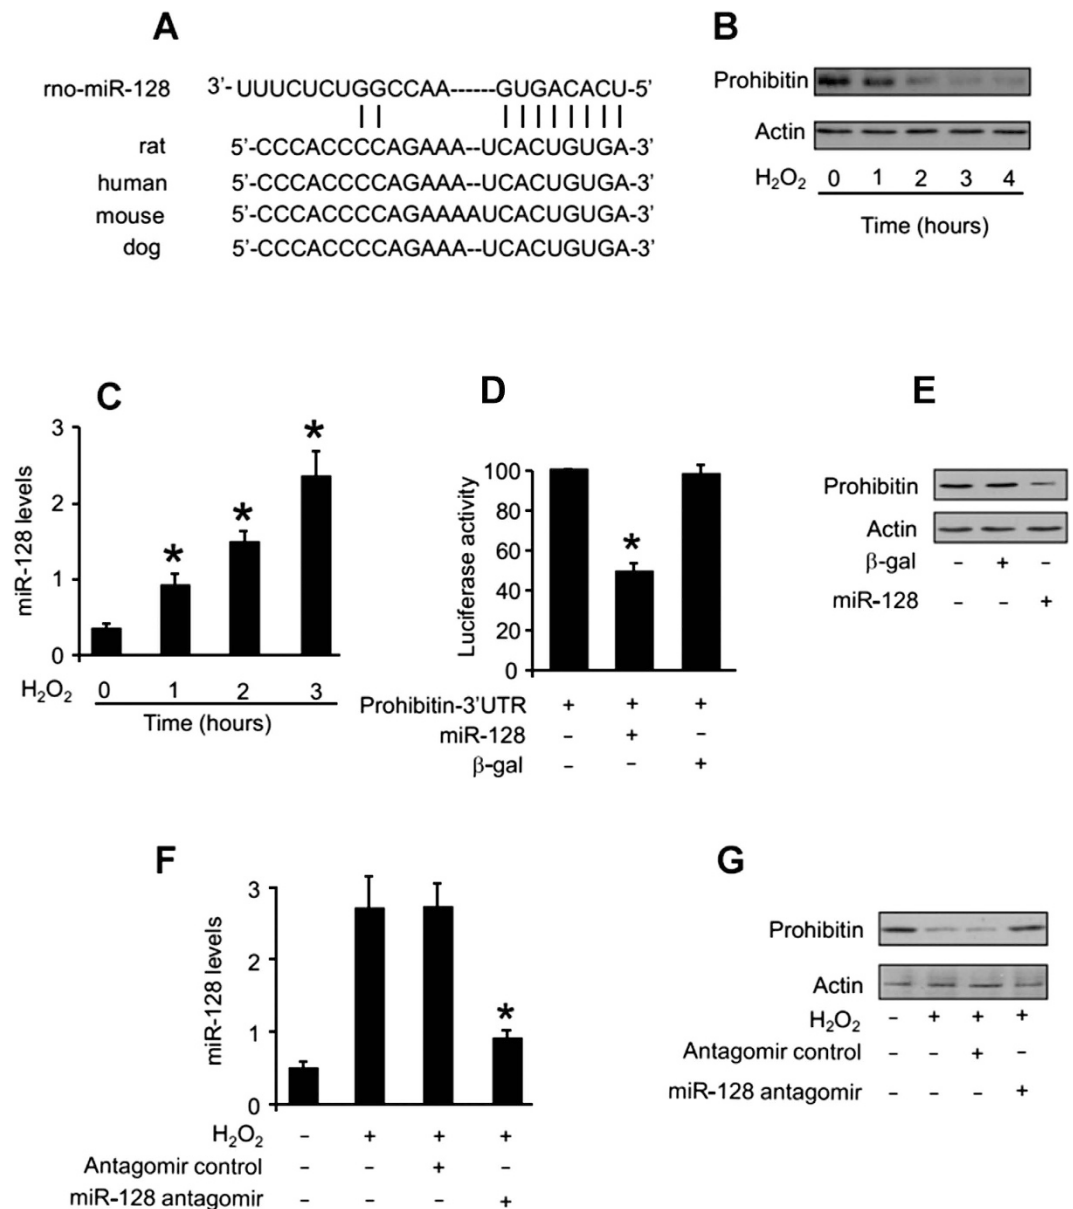 A
rno-miR-128 3'-UUUCUCUGGCCAA------GUGACACU-5'
rat 5'-CCCACCCCCAGAAA--UCACUGUGA-3'
human 5'-CCCACCCCCAGAAA--UCACUGUGA-3'
mouse 5'-CCCACCCCCAGAAAAUCACUGUGA-3'
dog 5'-CCCACCCCCAGAAA--UCACUGUGA-3'
B
Prohibitin
Actin
H₂O₂ 0 1 2 3 4
Time (hours)
C
miR-128 levels
3
2
1
0
* * *
H₂O₂ 0 1 2 3
Time (hours)
D
Luciferase activity
100
80
60
40
20
0
*
Prohibitin-3'UTR + + +
miR-128 - + -
β-gal - - +
E
Prohibitin
Actin
β-gal - + -
miR-128 - - +
F
miR-128 levels
3
2
1
0
*
H₂O₂ - + + +
Antagomir control - - + -
miR-128 antagomir - - - +
G
Prohibitin
Actin
H₂O₂ - + + +
Antagomir control - - + -
miR-128 antagomir - - - +